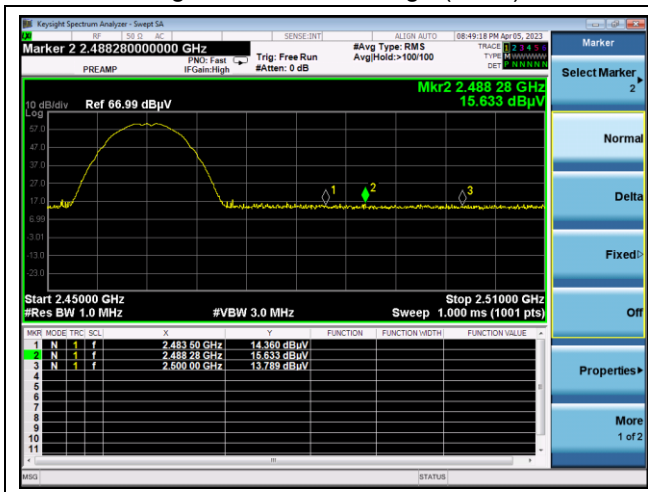 Keysight Spectrum Analyzer - Swept SA
RF 50 Ω AC SENSE:INT ALIGN AUTO 08:49:18 PM Apr 05, 2023
Marker 2 2.488280000000 GHz
PNO: Fast
IFGain:High
Trig: Free Run
#Atten: 0 dB
#Avg Type: RMS
Avg|Hold:>100/100
TRACE 1 2 3 4 5 6
TYPE MWWWWW
DET P N N N N N
PREAMP
Mkr2 2.488 28 GHz
15.633 dBµV
10 dB/div Ref 66.99 dBµV
Log
57.0
47.0
37.0
27.0
17.0
6.99
-3.01
-13.0
-23.0
1
2
3
Start 2.45000 GHz
Stop 2.51000 GHz
#Res BW 1.0 MHz
#VBW 3.0 MHz
Sweep 1.000 ms (1001 pts)
MKR MODE TRC SCL X Y FUNCTION FUNCTION WIDTH FUNCTION VALUE
1 N 1 f 2.483 50 GHz 14.360 dBµV
2 N 1 f 2.488 28 GHz 15.633 dBµV
3 N 1 f 2.500 00 GHz 13.789 dBµV
4
5
6
7
8
9
10
11
MSG
STATUS
Marker
Select Marker
2
Normal
Delta
Fixed
Off
Properties
More
1 of 2